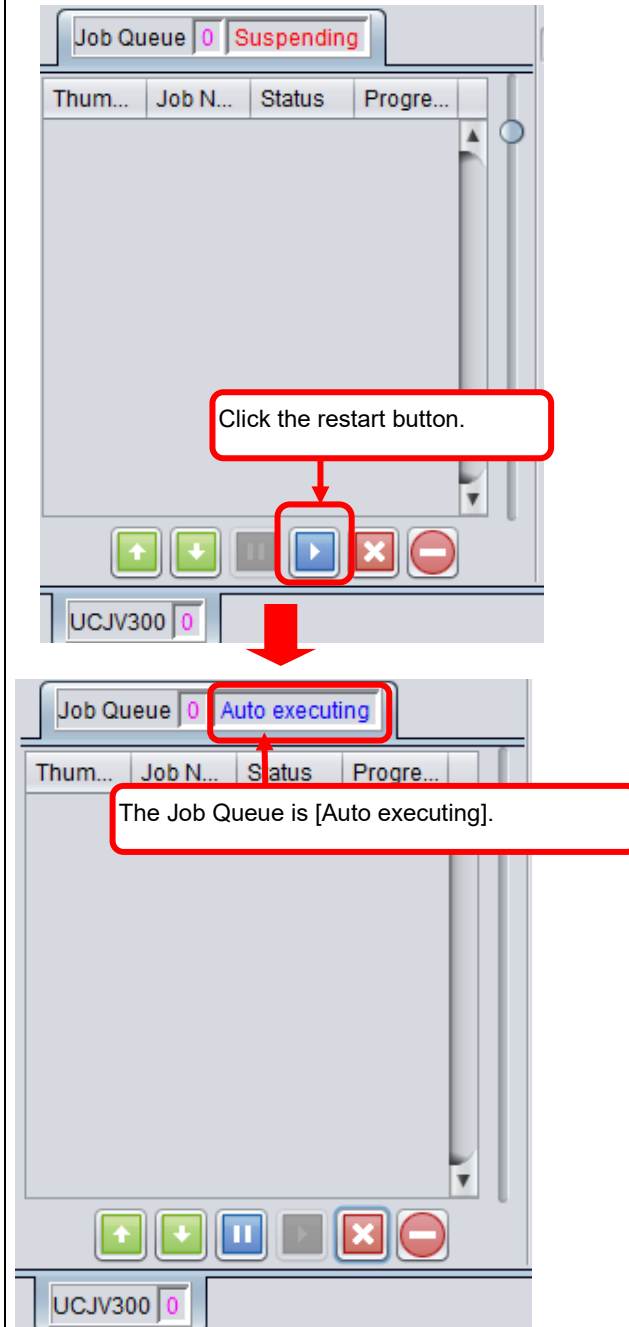 Job Queue 0 Suspending
Thum... Job N... Status Progre...
Click the restart button.
UCJV300 0
Job Queue 0 Auto executing
Thum... Job N... Status Progre...
The Job Queue is [Auto executing].
UCJV300 0